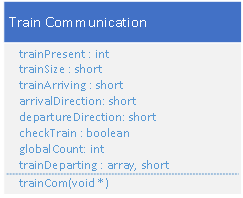 Train Communication
trainPresent : int
trainSize : short
trainArriving : short
arrivalDirection: short
departureDirection: short
checkTrain : boolean
globalCount: int
trainDeparting : array, short
trainCom(void *)